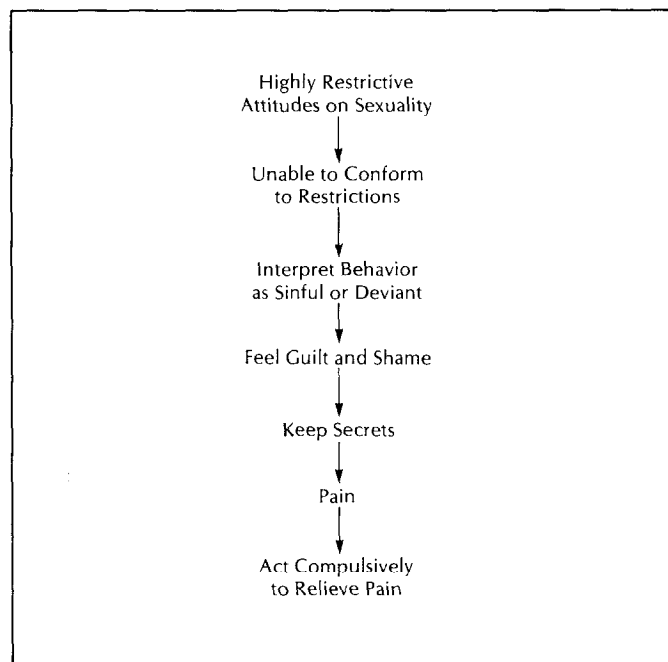 Highly Restrictive
Attitudes on Sexuality
Unable to Conform
to Restrictions
Interpret Behavior
as Sinful or Deviant
Feel Guilt and Shame
Keep Secrets
Pain
Act Compulsively
to Relieve Pain